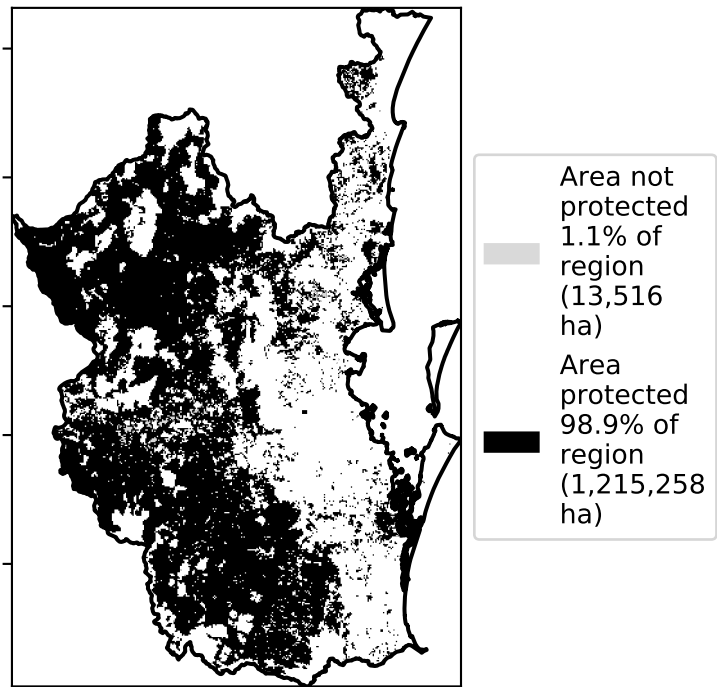 Area not
protected
1.1% of
region
(13,516
ha)
Area
protected
98.9% of
region
(1,215,258
ha)